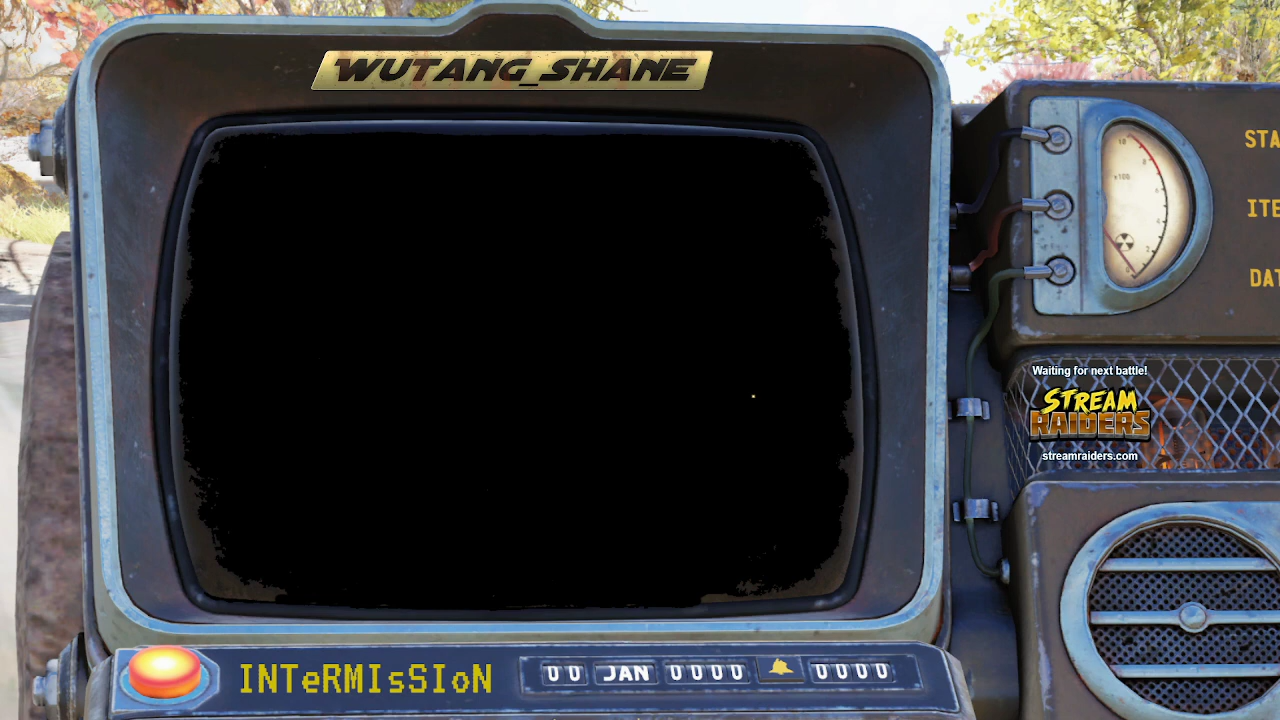 WUTANG_SHANE
STA
ITE
DAT
Waiting for next battle!
STREAM
RAIDERS
streamraiders.com
INTeRMIsSIoN
00 JAN 0000 0000